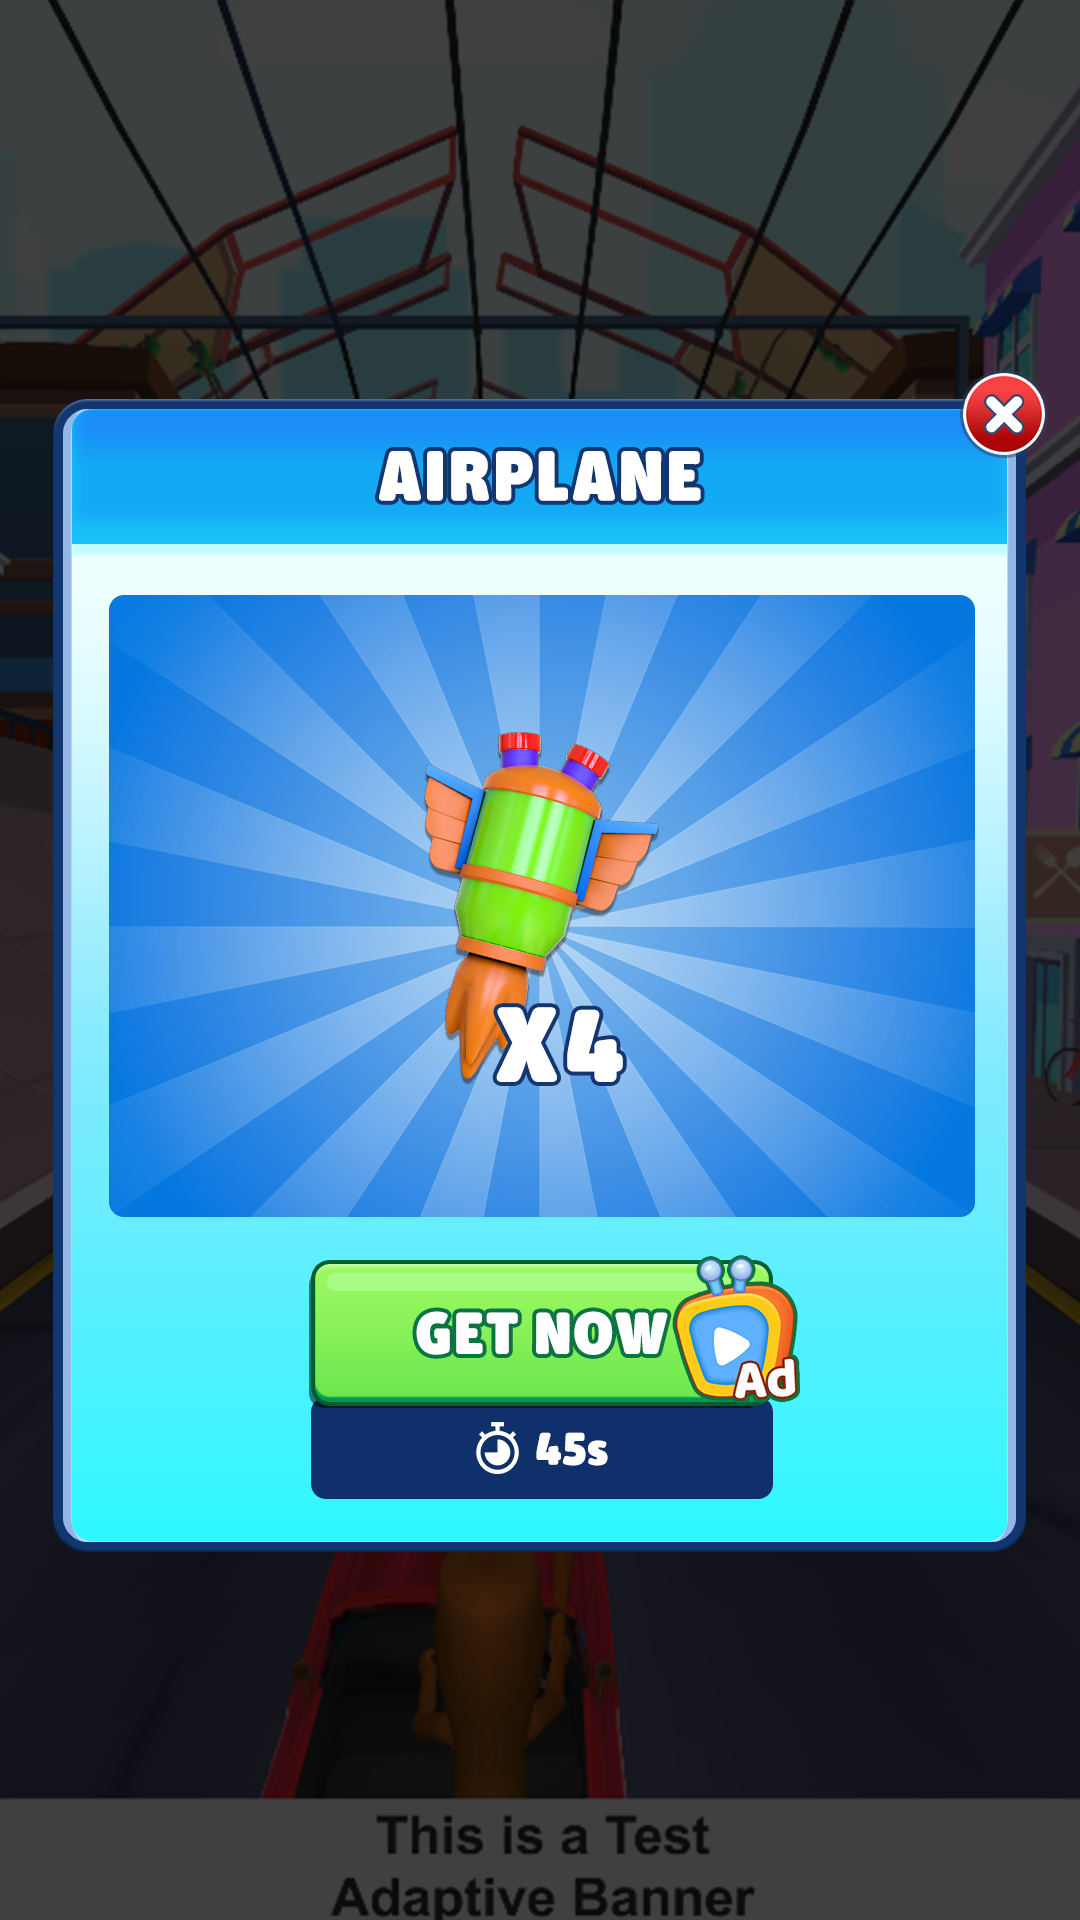 AIRPLANE
X4
GET NOW
Ad
45s
This is a Test
Adaptive Banner